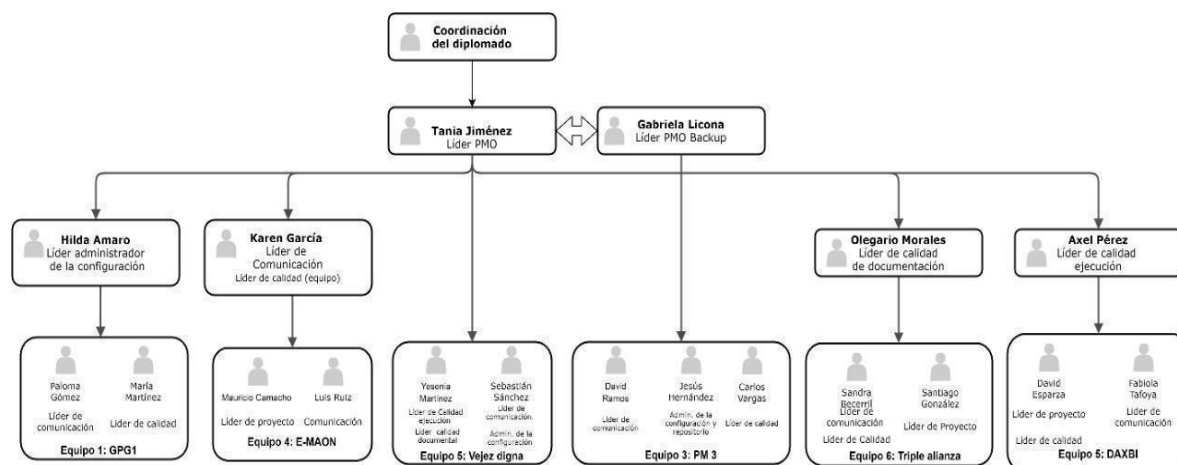 Coordinación
del diplomado
Tania Jiménez
Líder PMO
Gabriela Licona
Líder PMO Backup
Hilda Amaro
Líder administrador
de la configuración
Karen García
Líder de
Comunicación
Líder de calidad (equipo)
Olegario Morales
Líder de calidad
de documentación
Axel Pérez
Líder de calidad
ejecución
Paloma
Gómez
Líder de
comunicación
María
Martínez
Líder de calidad
Equipo 1: GPG1
Mauricio Camacho
Líder de proyecto
Luis Ruiz
Comunicación
Equipo 4: E-MAON
Yesenia
Martínez
Líder de Calidad
ejecución
Líder calidad
documental
Sebastián
Sánchez
Líder de
comunicación.
Admin. de la
configuración
Equipo 5: Vejez digna
David
Ramos
Líder de
comunicación
Jesús
Hernández
Admin. de la
configuración y
repositorio
Carlos
Vargas
Líder de calidad
Equipo 3: PM 3
Sandra
Becerril
Líder de
comunicación
Líder de Calidad
Santiago
González
Líder de Proyecto
Equipo 6: Triple alianza
David
Esparza
Líder de proyecto
Líder de calidad
Fabiola
Tafoya
Líder de
comunicación
Equipo 5: DAXBI